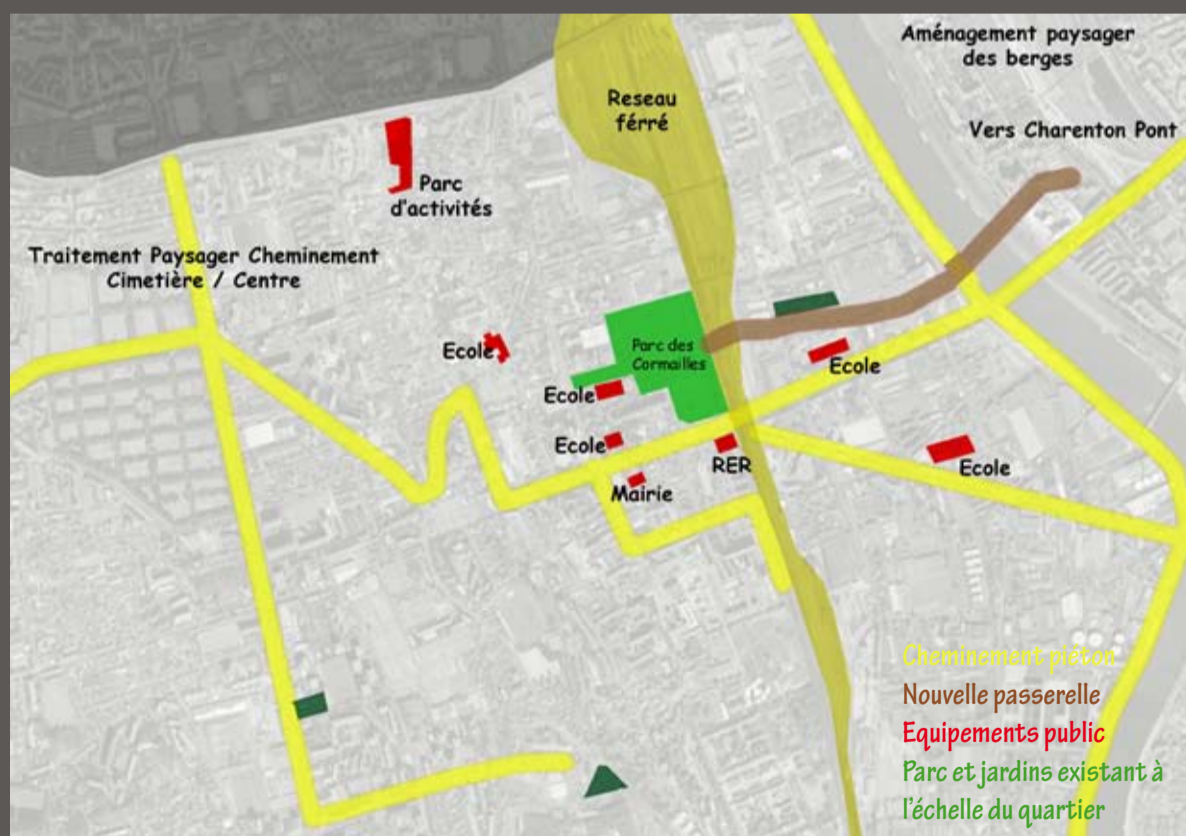 Aménagement paysager
des berges
Reseau
férré
Vers Charenton Pont
Parc
d'activités
Traitement Paysager Cheminement
Cimetière / Centre
Parc des
Cormailles
Ecole
Ecole
Ecole
Ecole
RER
Ecole
Mairie
Cheminement piéton
Nouvelle passerelle
Equipements public
Parc et jardins existant à
l'échelle du quartier